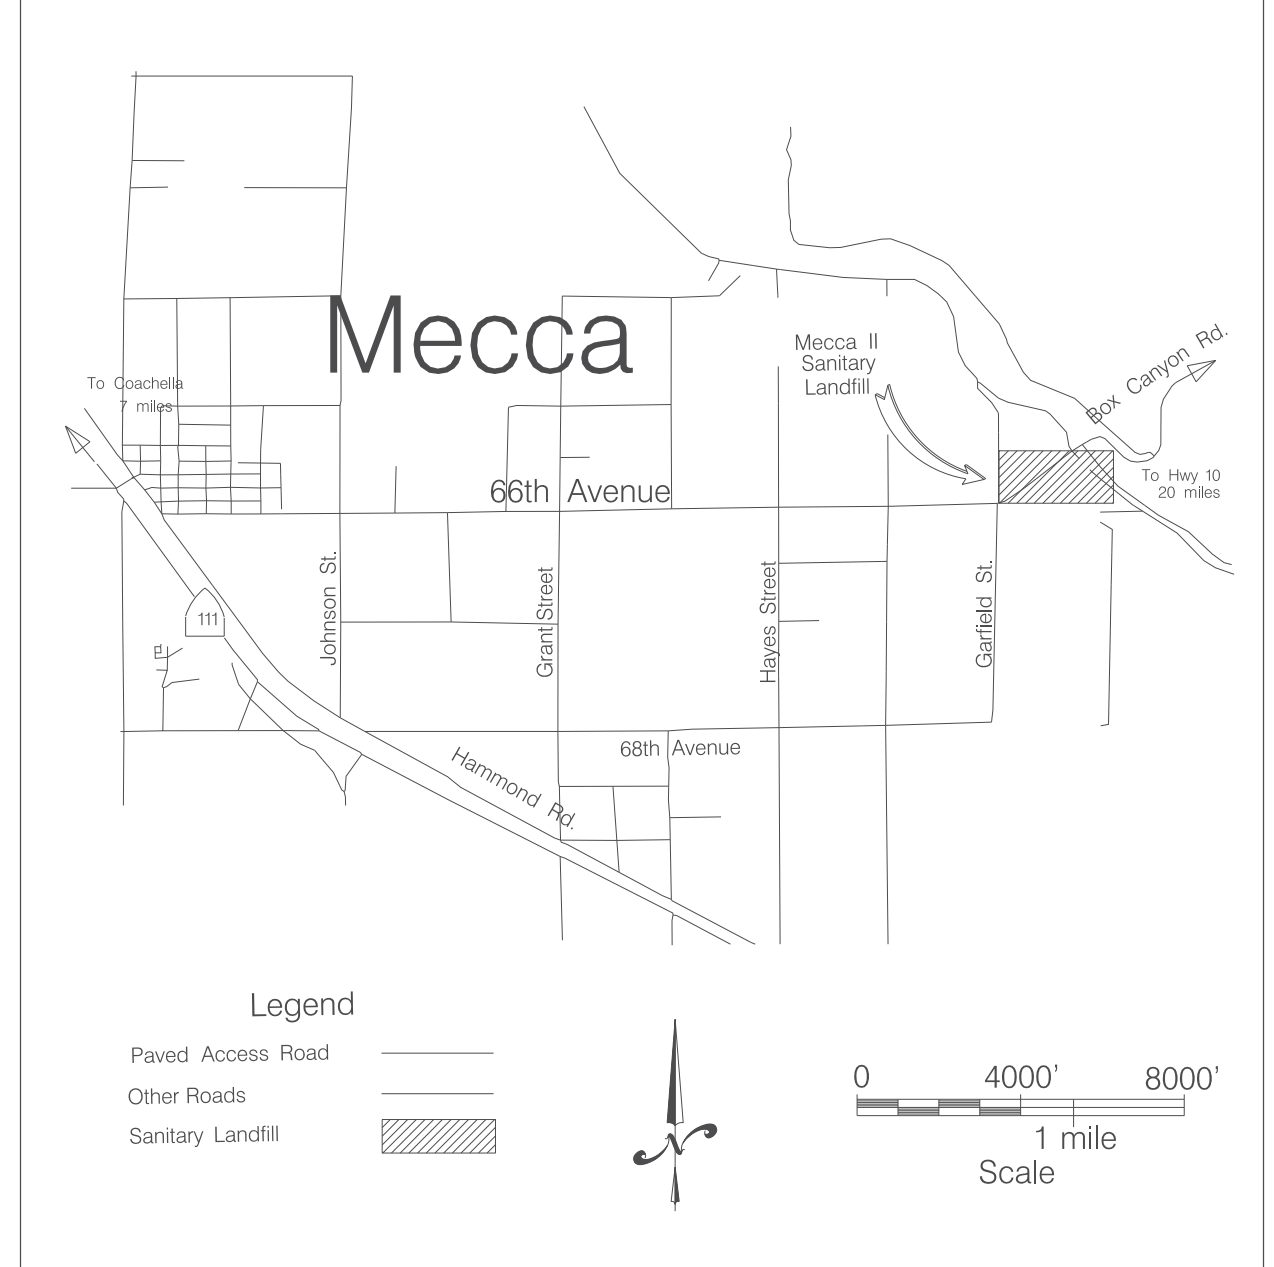 Mecca
Mecca II
Sanitary
Landfill
Box Canyon Rd.
To Coachella
7 miles
66th Avenue
To Hwy 10
20 miles
Johnson St.
Grant Street
Hayes Street
Garfield St.
111
68th Avenue
Hammond Rd.
Legend
Paved Access Road
Other Roads
Sanitary Landfill
N
0 4000' 8000'
1 mile
Scale